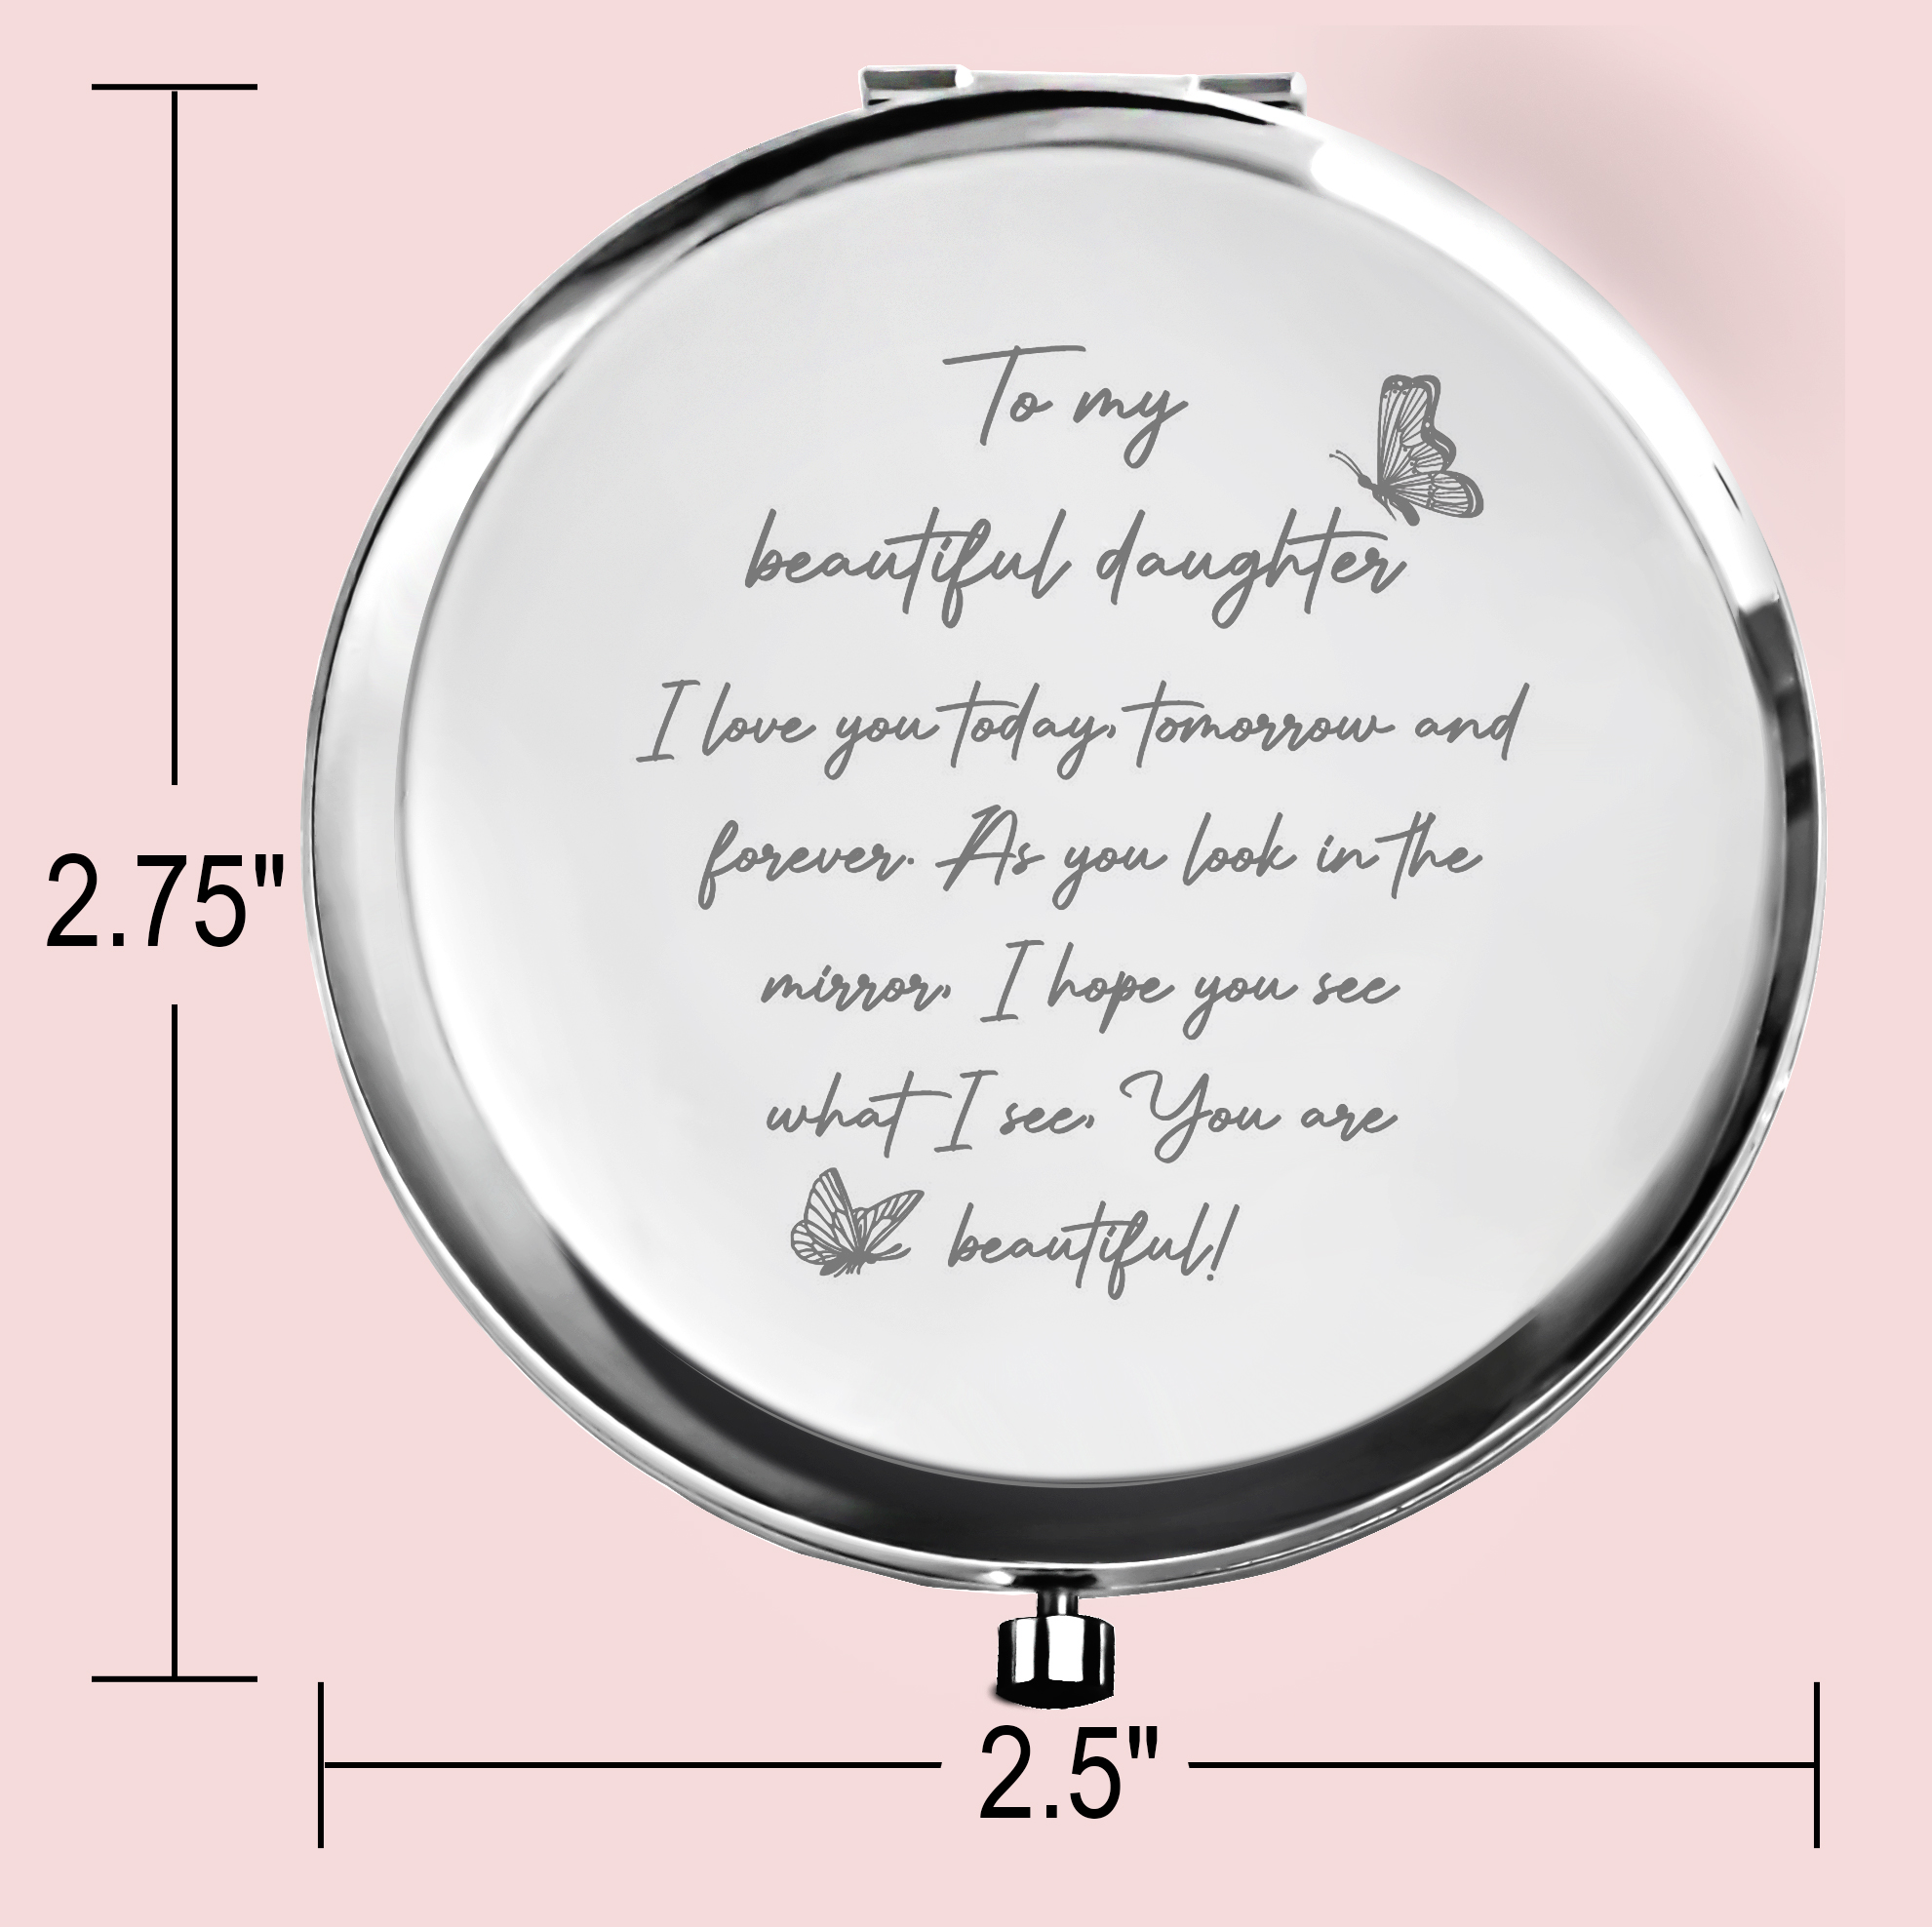 To my
beautiful daughter
I love you today, tomorrow and
forever. As you look in the
mirror, I hope you see
what I see, You are
beautiful!
2.75"
2.5"